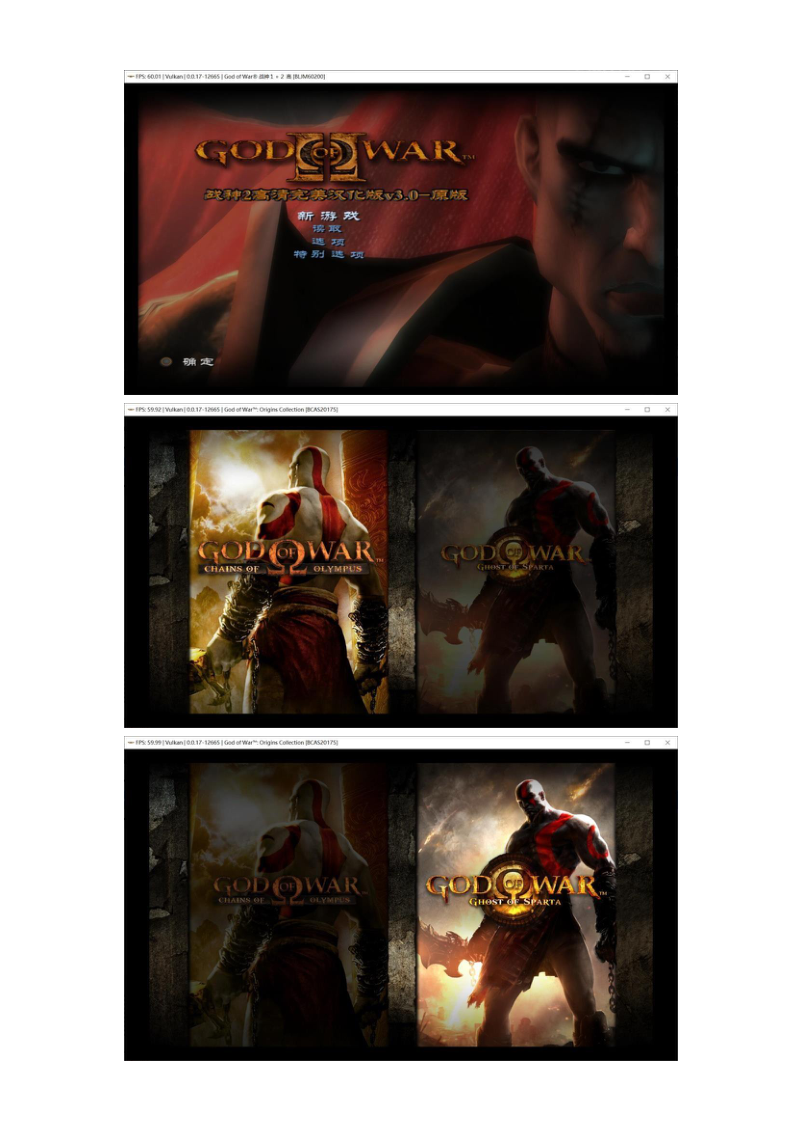 FPS: 60.01 | Vulkan | 0.0.17-12665 | God of War® 战神 1 + 2 高 [BLJM60200]
GOD OF WAR™
II
战神2高清完美汉化版v3.0-原版
新游戏
读取
选项
特别选项
确定
FPS: 59.92 | Vulkan | 0.0.17-12665 | God of War™: Origins Collection [BCAS20175]
GOD OF WAR™
CHAINS OF OLYMPUS
GOD OF WAR
GHOST OF SPARTA
FPS: 59.99 | Vulkan | 0.0.17-12665 | God of War™: Origins Collection [BCAS20175]
GOD OF WAR
CHAINS OF OLYMPUS
GOD OF WAR™
GHOST OF SPARTA